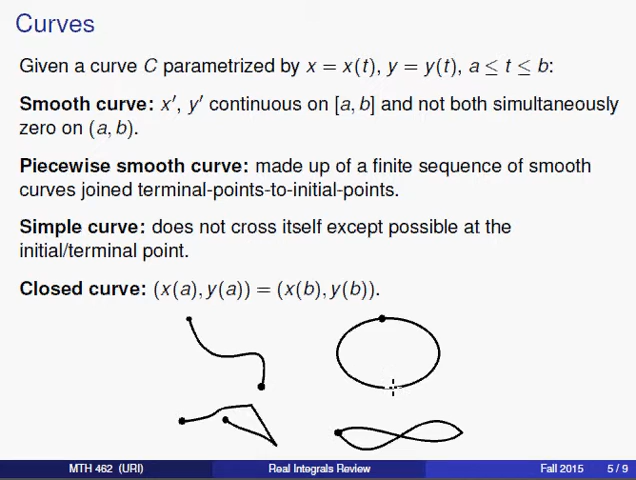 Curves
Given a curve C parametrized by x = x(t), y = y(t), a ≤ t ≤ b:
Smooth curve: x′, y′ continuous on [a, b] and not both simultaneously
zero on (a, b).
Piecewise smooth curve: made up of a finite sequence of smooth
curves joined terminal-points-to-initial-points.
Simple curve: does not cross itself except possible at the
initial/terminal point.
Closed curve: (x(a), y(a)) = (x(b), y(b)).
MTH 462 (URI) Real Integrals Review Fall 2015 5 / 9